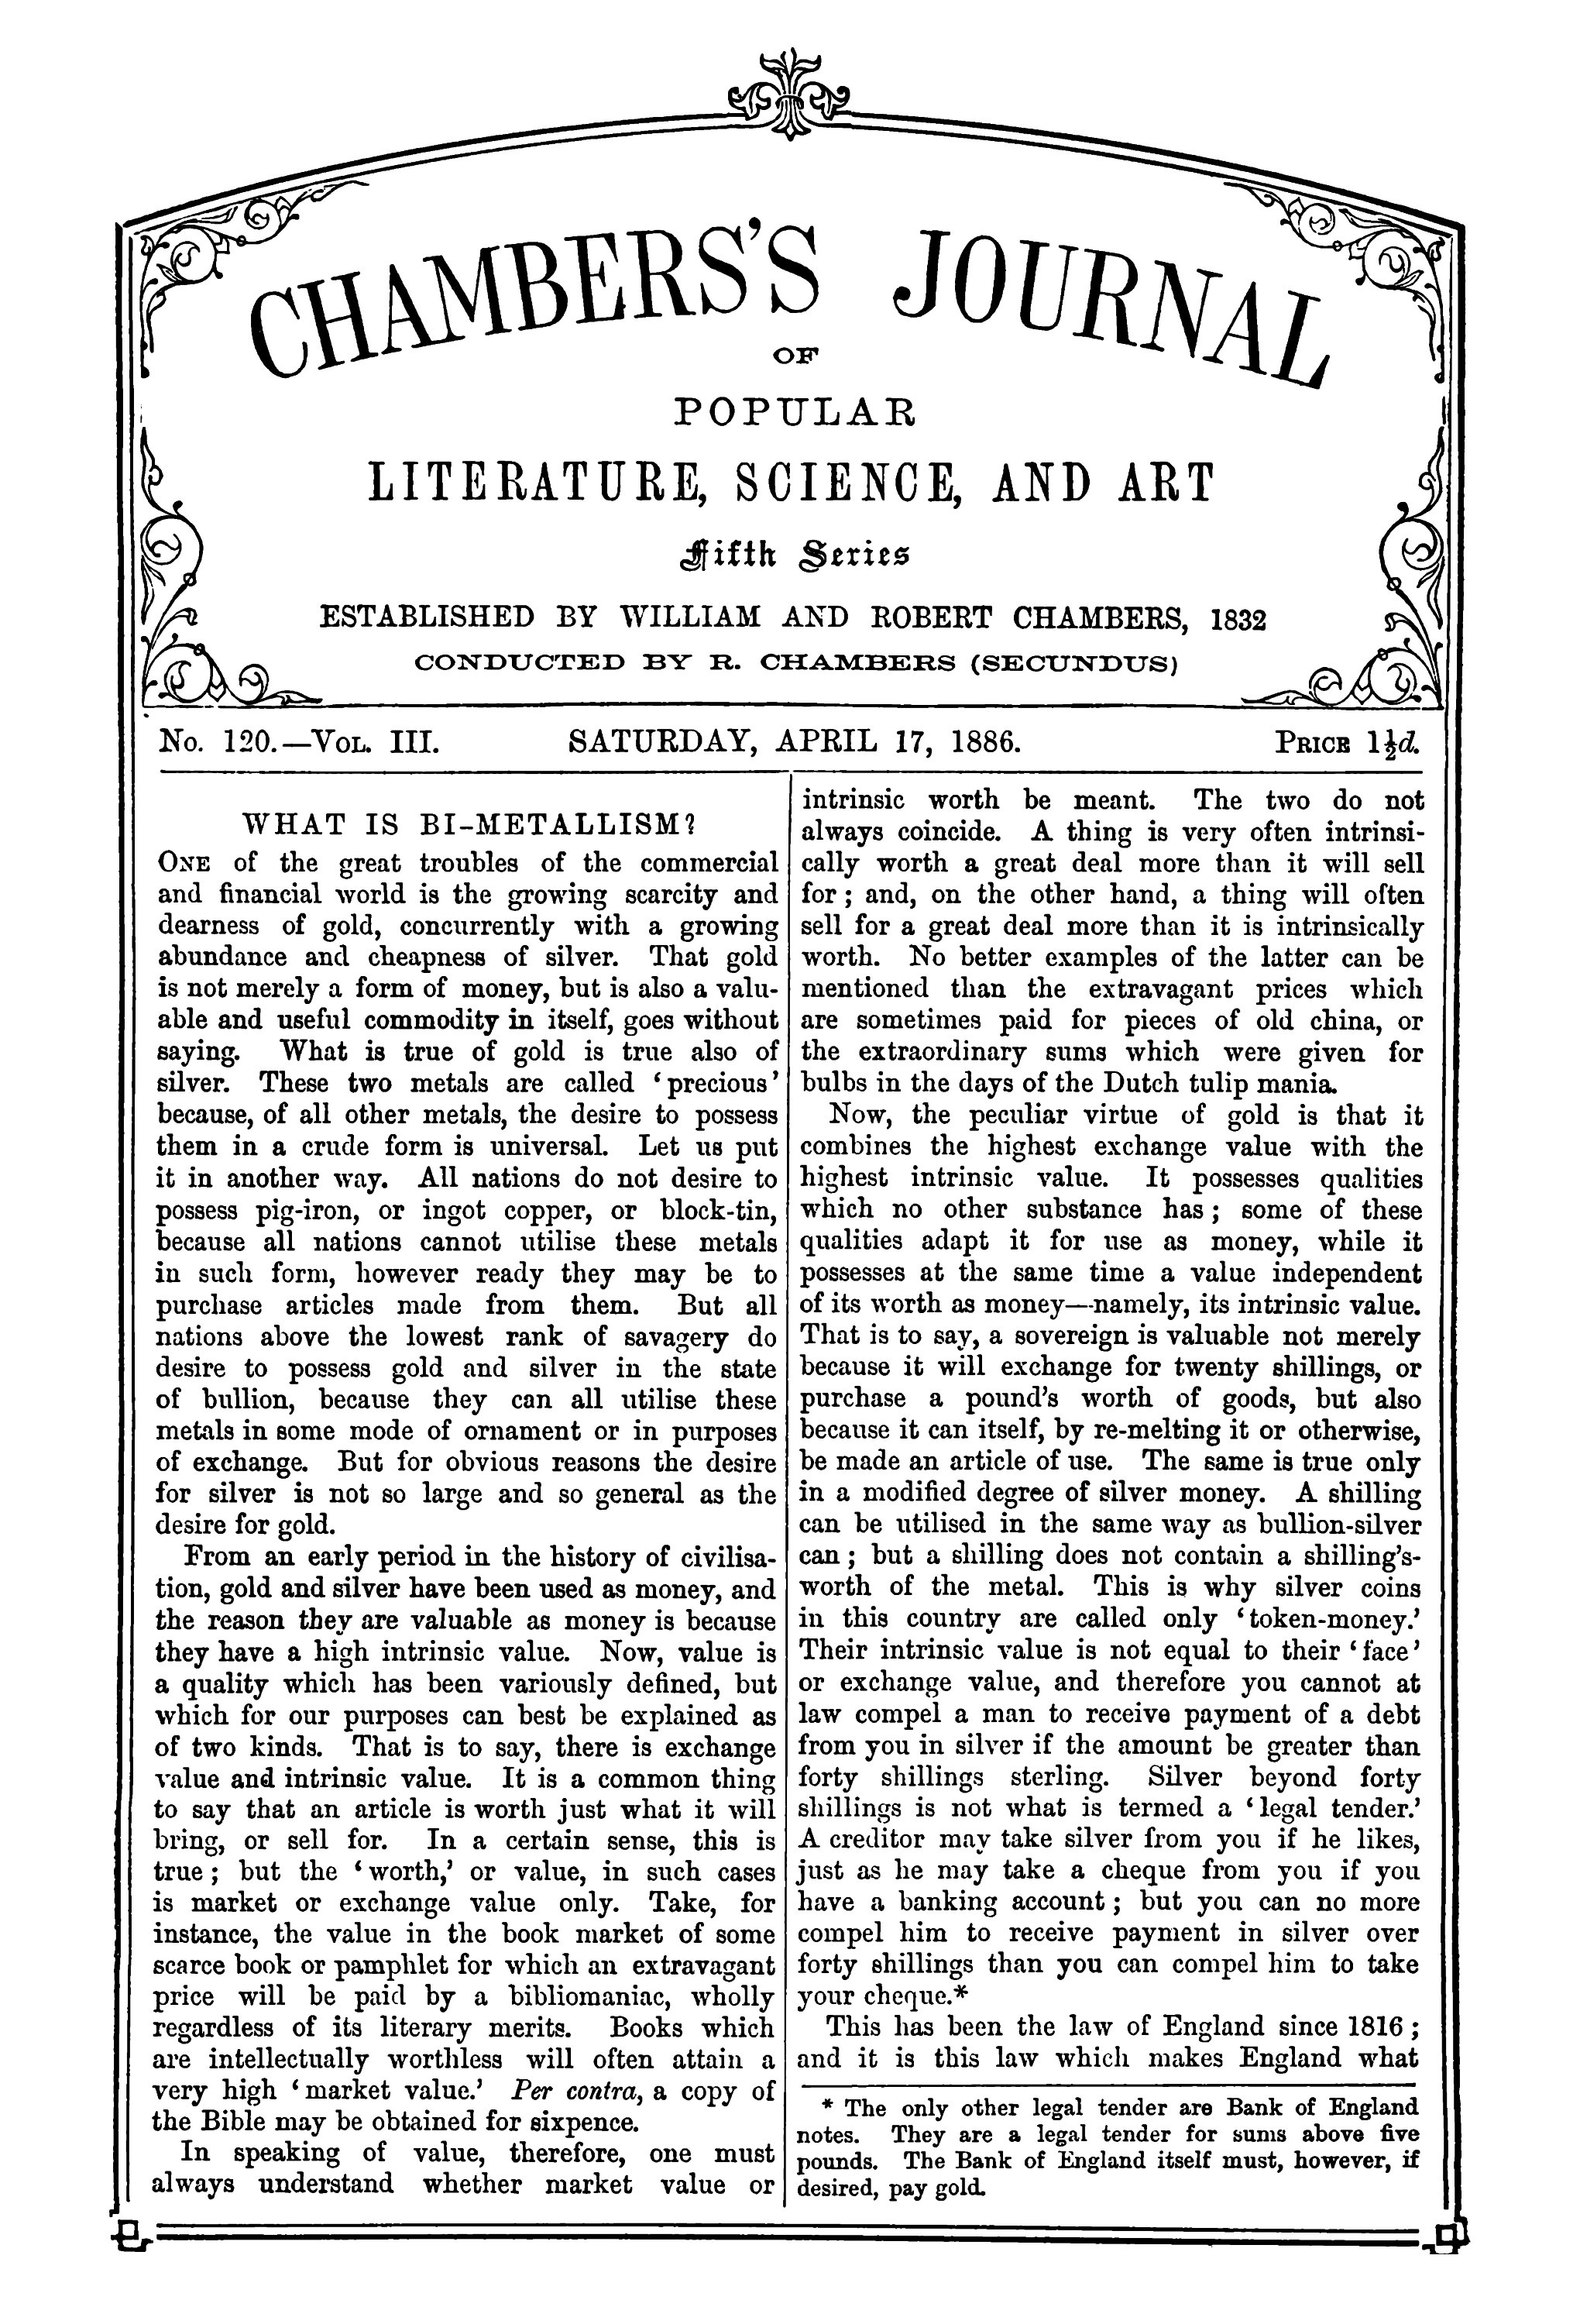 CHAMBERS'S JOURNAL
OF
POPULAR
LITERATURE, SCIENCE, AND ART
Fifth Series
ESTABLISHED BY WILLIAM AND ROBERT CHAMBERS, 1832
CONDUCTED BY R. CHAMBERS (SECUNDUS)
No. 120.—Vol. III. SATURDAY, APRIL 17, 1886. Price 1½d.
WHAT IS BI-METALLISM?
One of the great troubles of the commercial
and financial world is the growing scarcity and
dearness of gold, concurrently with a growing
abundance and cheapness of silver. That gold
is not merely a form of money, but is also a valu-
able and useful commodity in itself, goes without
saying. What is true of gold is true also of
silver. These two metals are called ‘precious’
because, of all other metals, the desire to possess
them in a crude form is universal. Let us put
it in another way. All nations do not desire to
possess pig-iron, or ingot copper, or block-tin,
because all nations cannot utilise these metals
in such form, however ready they may be to
purchase articles made from them. But all
nations above the lowest rank of savagery do
desire to possess gold and silver in the state
of bullion, because they can all utilise these
metals in some mode of ornament or in purposes
of exchange. But for obvious reasons the desire
for silver is not so large and so general as the
desire for gold.
From an early period in the history of civilisa-
tion, gold and silver have been used as money, and
the reason they are valuable as money is because
they have a high intrinsic value. Now, value is
a quality which has been variously defined, but
which for our purposes can best be explained as
of two kinds. That is to say, there is exchange
value and intrinsic value. It is a common thing
to say that an article is worth just what it will
bring, or sell for. In a certain sense, this is
true; but the ‘worth,’ or value, in such cases
is market or exchange value only. Take, for
instance, the value in the book market of some
scarce book or pamphlet for which an extravagant
price will be paid by a bibliomaniac, wholly
regardless of its literary merits. Books which
are intellectually worthless will often attain a
very high ‘market value.’ Per contra, a copy of
the Bible may be obtained for sixpence.
In speaking of value, therefore, one must
always understand whether market value or
intrinsic worth be meant. The two do not
always coincide. A thing is very often intrinsi-
cally worth a great deal more than it will sell
for; and, on the other hand, a thing will often
sell for a great deal more than it is intrinsically
worth. No better examples of the latter can be
mentioned than the extravagant prices which
are sometimes paid for pieces of old china, or
the extraordinary sums which were given for
bulbs in the days of the Dutch tulip mania.
Now, the peculiar virtue of gold is that it
combines the highest exchange value with the
highest intrinsic value. It possesses qualities
which no other substance has; some of these
qualities adapt it for use as money, while it
possesses at the same time a value independent
of its worth as money—namely, its intrinsic value.
That is to say, a sovereign is valuable not merely
because it will exchange for twenty shillings, or
purchase a pound's worth of goods, but also
because it can itself, by re-melting it or otherwise,
be made an article of use. The same is true only
in a modified degree of silver money. A shilling
can be utilised in the same way as bullion-silver
can; but a shilling does not contain a shilling's-
worth of the metal. This is why silver coins
in this country are called only ‘token-money.’
Their intrinsic value is not equal to their ‘face’
or exchange value, and therefore you cannot at
law compel a man to receive payment of a debt
from you in silver if the amount be greater than
forty shillings sterling. Silver beyond forty
shillings is not what is termed a ‘legal tender.’
A creditor may take silver from you if he likes,
just as he may take a cheque from you if you
have a banking account; but you can no more
compel him to receive payment in silver over
forty shillings than you can compel him to take
your cheque.*
This has been the law of England since 1816;
and it is this law which makes England what
* The only other legal tender are Bank of England
notes. They are a legal tender for sums above five
pounds. The Bank of England itself must, however, if
desired, pay gold.